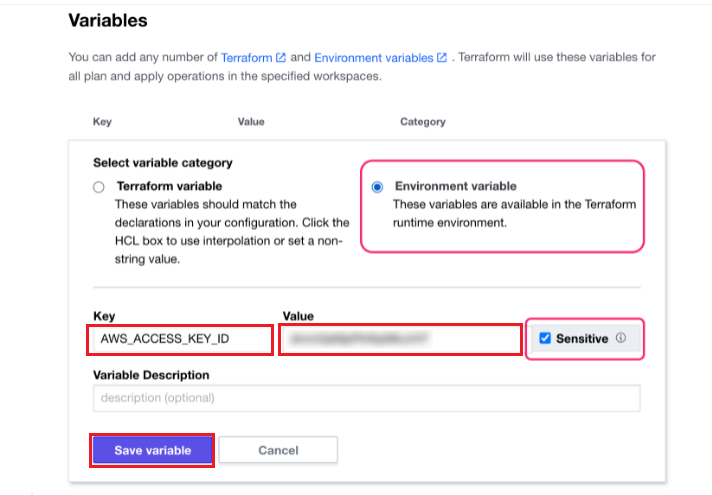 Variables
You can add any number of Terraform and Environment variables . Terraform will use these variables for
all plan and apply operations in the specified workspaces.
Key Value Category
Select variable category
Terraform variable
These variables should match the
declarations in your configuration. Click the
HCL box to use interpolation or set a non-
string value.
Environment variable
These variables are available in the Terraform
runtime environment.
Key Value
AWS_ACCESS_KEY_ID
Sensitive
Variable Description
description (optional)
Save variable Cancel